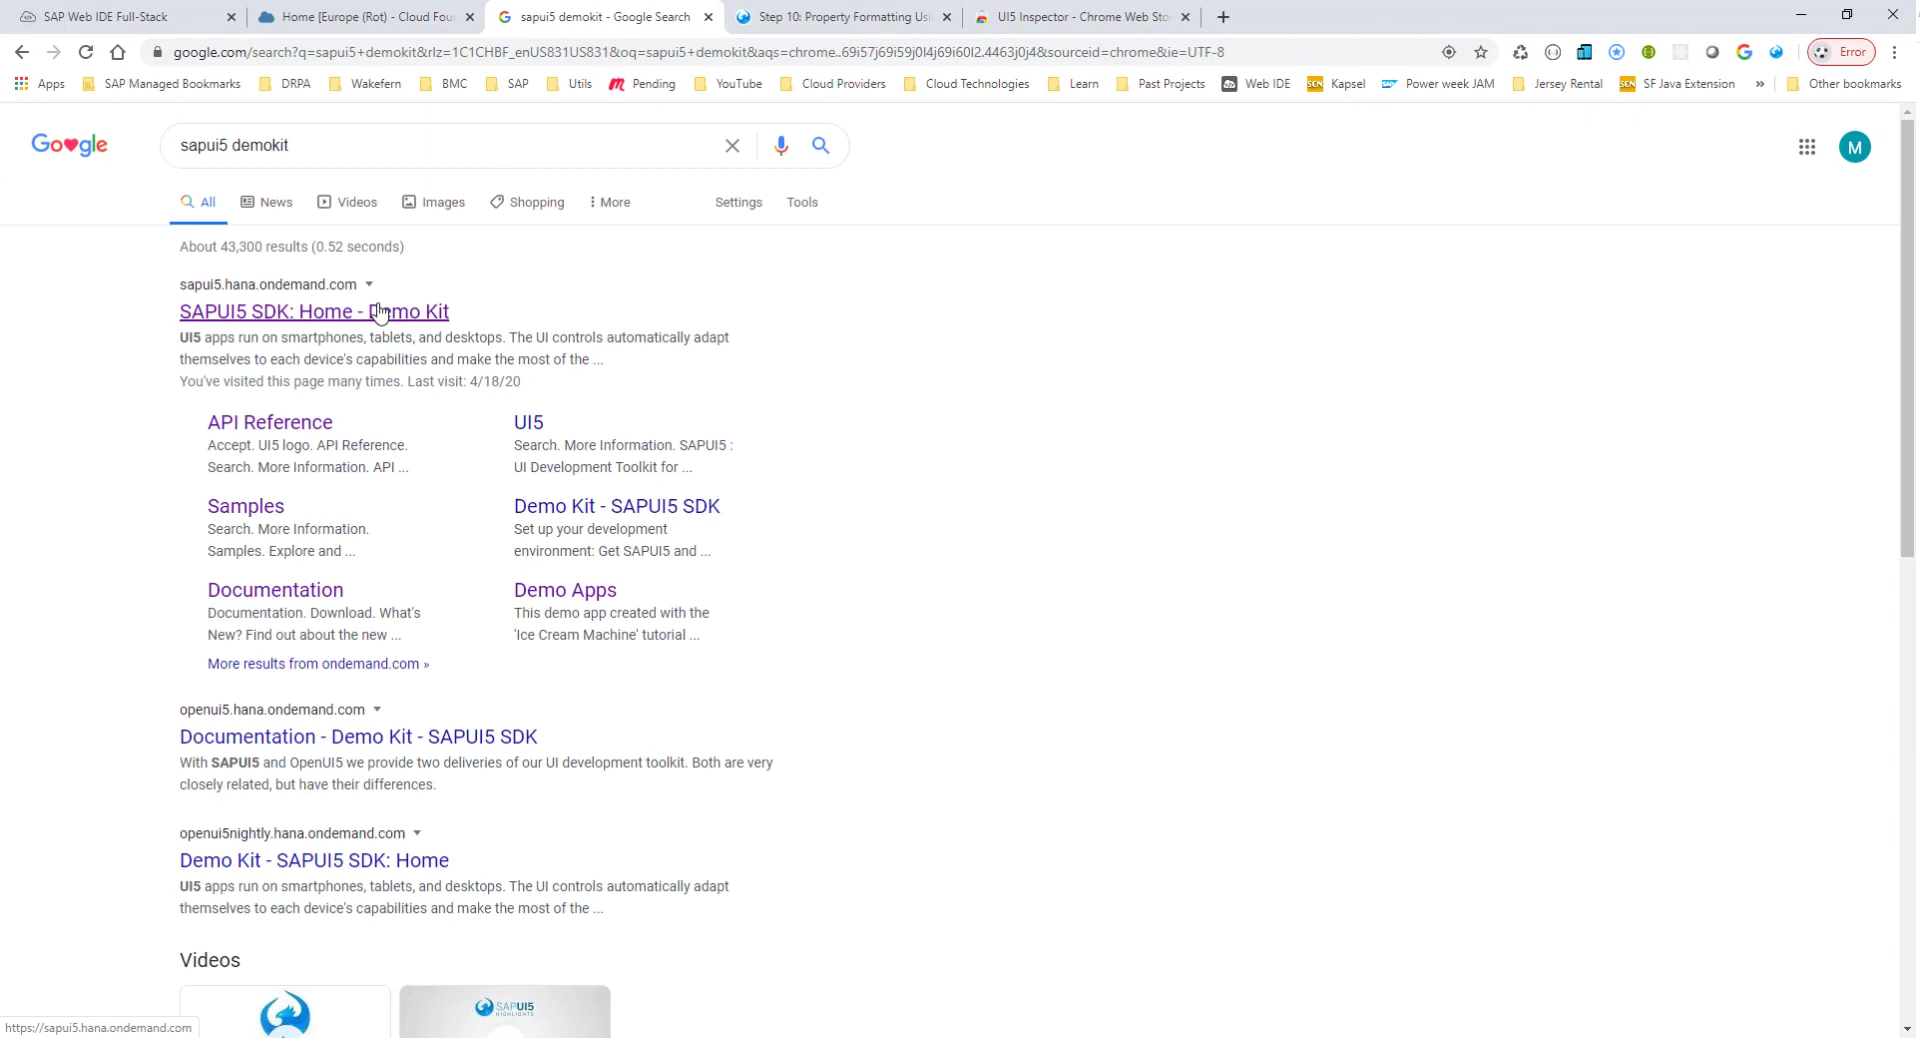 SAP Web IDE Full-Stack
Home [Europe (Rot) - Cloud Fou
sapui5 demokit - Google Search
Step 10: Property Formatting Usi
UI5 Inspector - Chrome Web Sto
google.com/search?q=sapui5+demokit&rlz=1C1CHBF_enUS831US831&oq=sapui5+demokit&aqs=chrome..69i57j69i59j0l4j69i60l2.4463j0j4&sourceid=chrome&ie=UTF-8
Error
Apps SAP Managed Bookmarks DRPA Wakefern BMC SAP Utils Pending YouTube Cloud Providers Cloud Technologies Learn Past Projects Web IDE SCN Kapsel Power week JAM Jersey Rental SCN SF Java Extension » Other bookmarks
Google
sapui5 demokit
M
All News Videos Images Shopping More Settings Tools
About 43,300 results (0.52 seconds)
sapui5.hana.ondemand.com
SAPUI5 SDK: Home - Demo Kit
UI5 apps run on smartphones, tablets, and desktops. The UI controls automatically adapt
themselves to each device's capabilities and make the most of the ...
You've visited this page many times. Last visit: 4/18/20
API Reference
Accept. UI5 logo. API Reference.
Search. More Information. API ...
UI5
Search. More Information. SAPUI5 :
UI Development Toolkit for ...
Samples
Search. More Information.
Samples. Explore and ...
Demo Kit - SAPUI5 SDK
Set up your development
environment: Get SAPUI5 and ...
Documentation
Documentation. Download. What's
New? Find out about the new ...
Demo Apps
This demo app created with the
'Ice Cream Machine' tutorial ...
More results from ondemand.com »
openui5.hana.ondemand.com
Documentation - Demo Kit - SAPUI5 SDK
With SAPUI5 and OpenUI5 we provide two deliveries of our UI development toolkit. Both are very
closely related, but have their differences.
openui5nightly.hana.ondemand.com
Demo Kit - SAPUI5 SDK: Home
UI5 apps run on smartphones, tablets, and desktops. The UI controls automatically adapt
themselves to each device's capabilities and make the most of the ...
Videos
SAPUI5
HIGHLIGHTS
https://sapui5.hana.ondemand.com